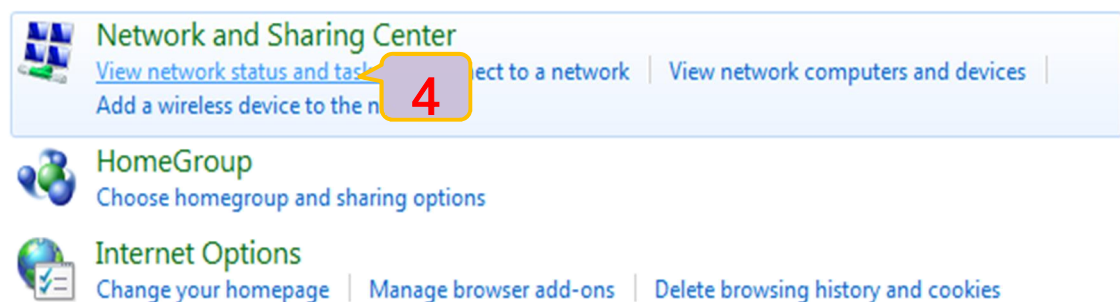 Network and Sharing Center
View network status and task nect to a network View network computers and devices
Add a wireless device to the n
4
HomeGroup
Choose homegroup and sharing options
Internet Options
Change your homepage Manage browser add-ons Delete browsing history and cookies